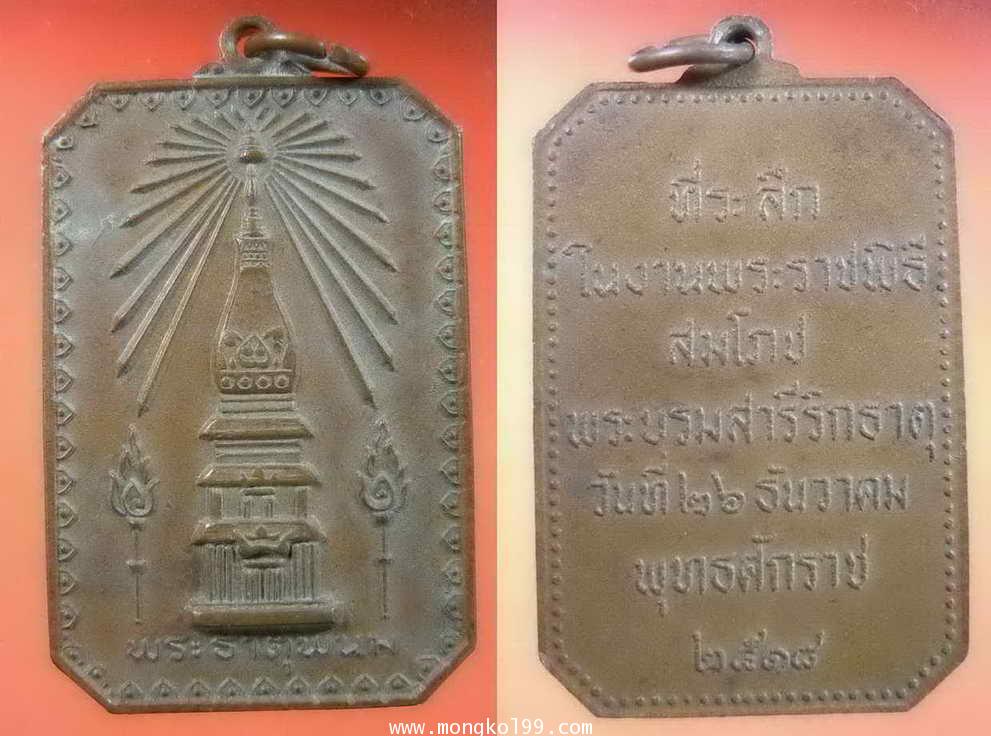 พระธาตุพนม
ที่ระลึก
ในงานพระราชพิธี
สมโภช
พระบรมสารีริกธาตุ
วันที่ ๒๖ ธันวาคม
พุทธศักราช
๒๕๑๘
www.mongkol99.com